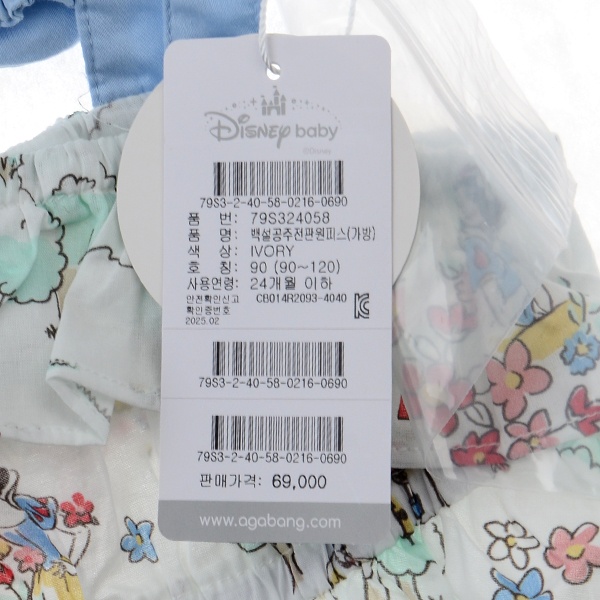 Disney baby
©Disney
79S3-2-40-58-0216-0690
품 번: 79S324058
품 명: 백설공주전판원피스(가방)
색 상: IVORY
호 칭: 90 (90~120)
사용연령: 24개월 이하
안전확인신고 확인증번호 CB014R2093-4040
2025.02
79S3-2-40-58-0216-0690
79S3-2-40-58-0216-0690
판매가격: 69,000
www.agabang.com